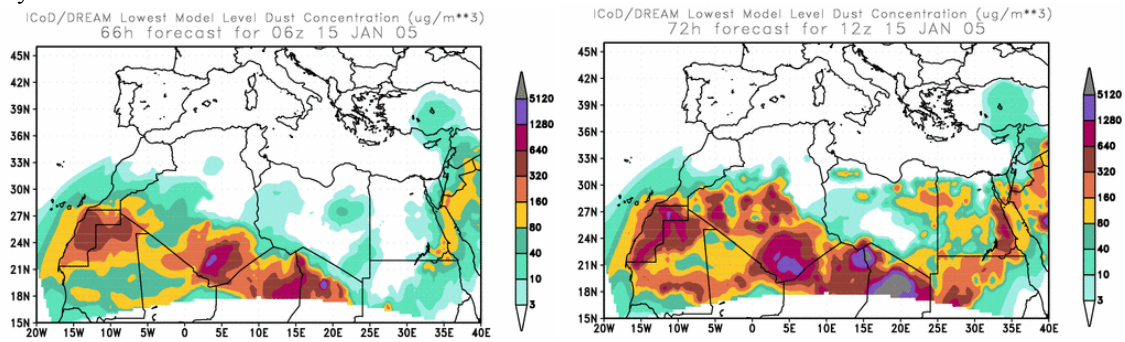 ICoD/DREAM Lowest Model Level Dust Concentration (ug/m**3)
66h forecast for 06z 15 JAN 05
45N
42N
39N
36N
33N
30N
27N
24N
21N
18N
15N
20W 15W 10W 5W 0 5E 10E 15E 20E 25E 30E 35E 40E
5120
1280
640
320
160
80
40
10
3
ICoD/DREAM Lowest Model Level Dust Concentration (ug/m**3)
72h forecast for 12z 15 JAN 05
45N
42N
39N
36N
33N
30N
27N
24N
21N
18N
15N
20W 15W 10W 5W 0 5E 10E 15E 20E 25E 30E 35E 40E
5120
1280
640
320
160
80
40
10
3